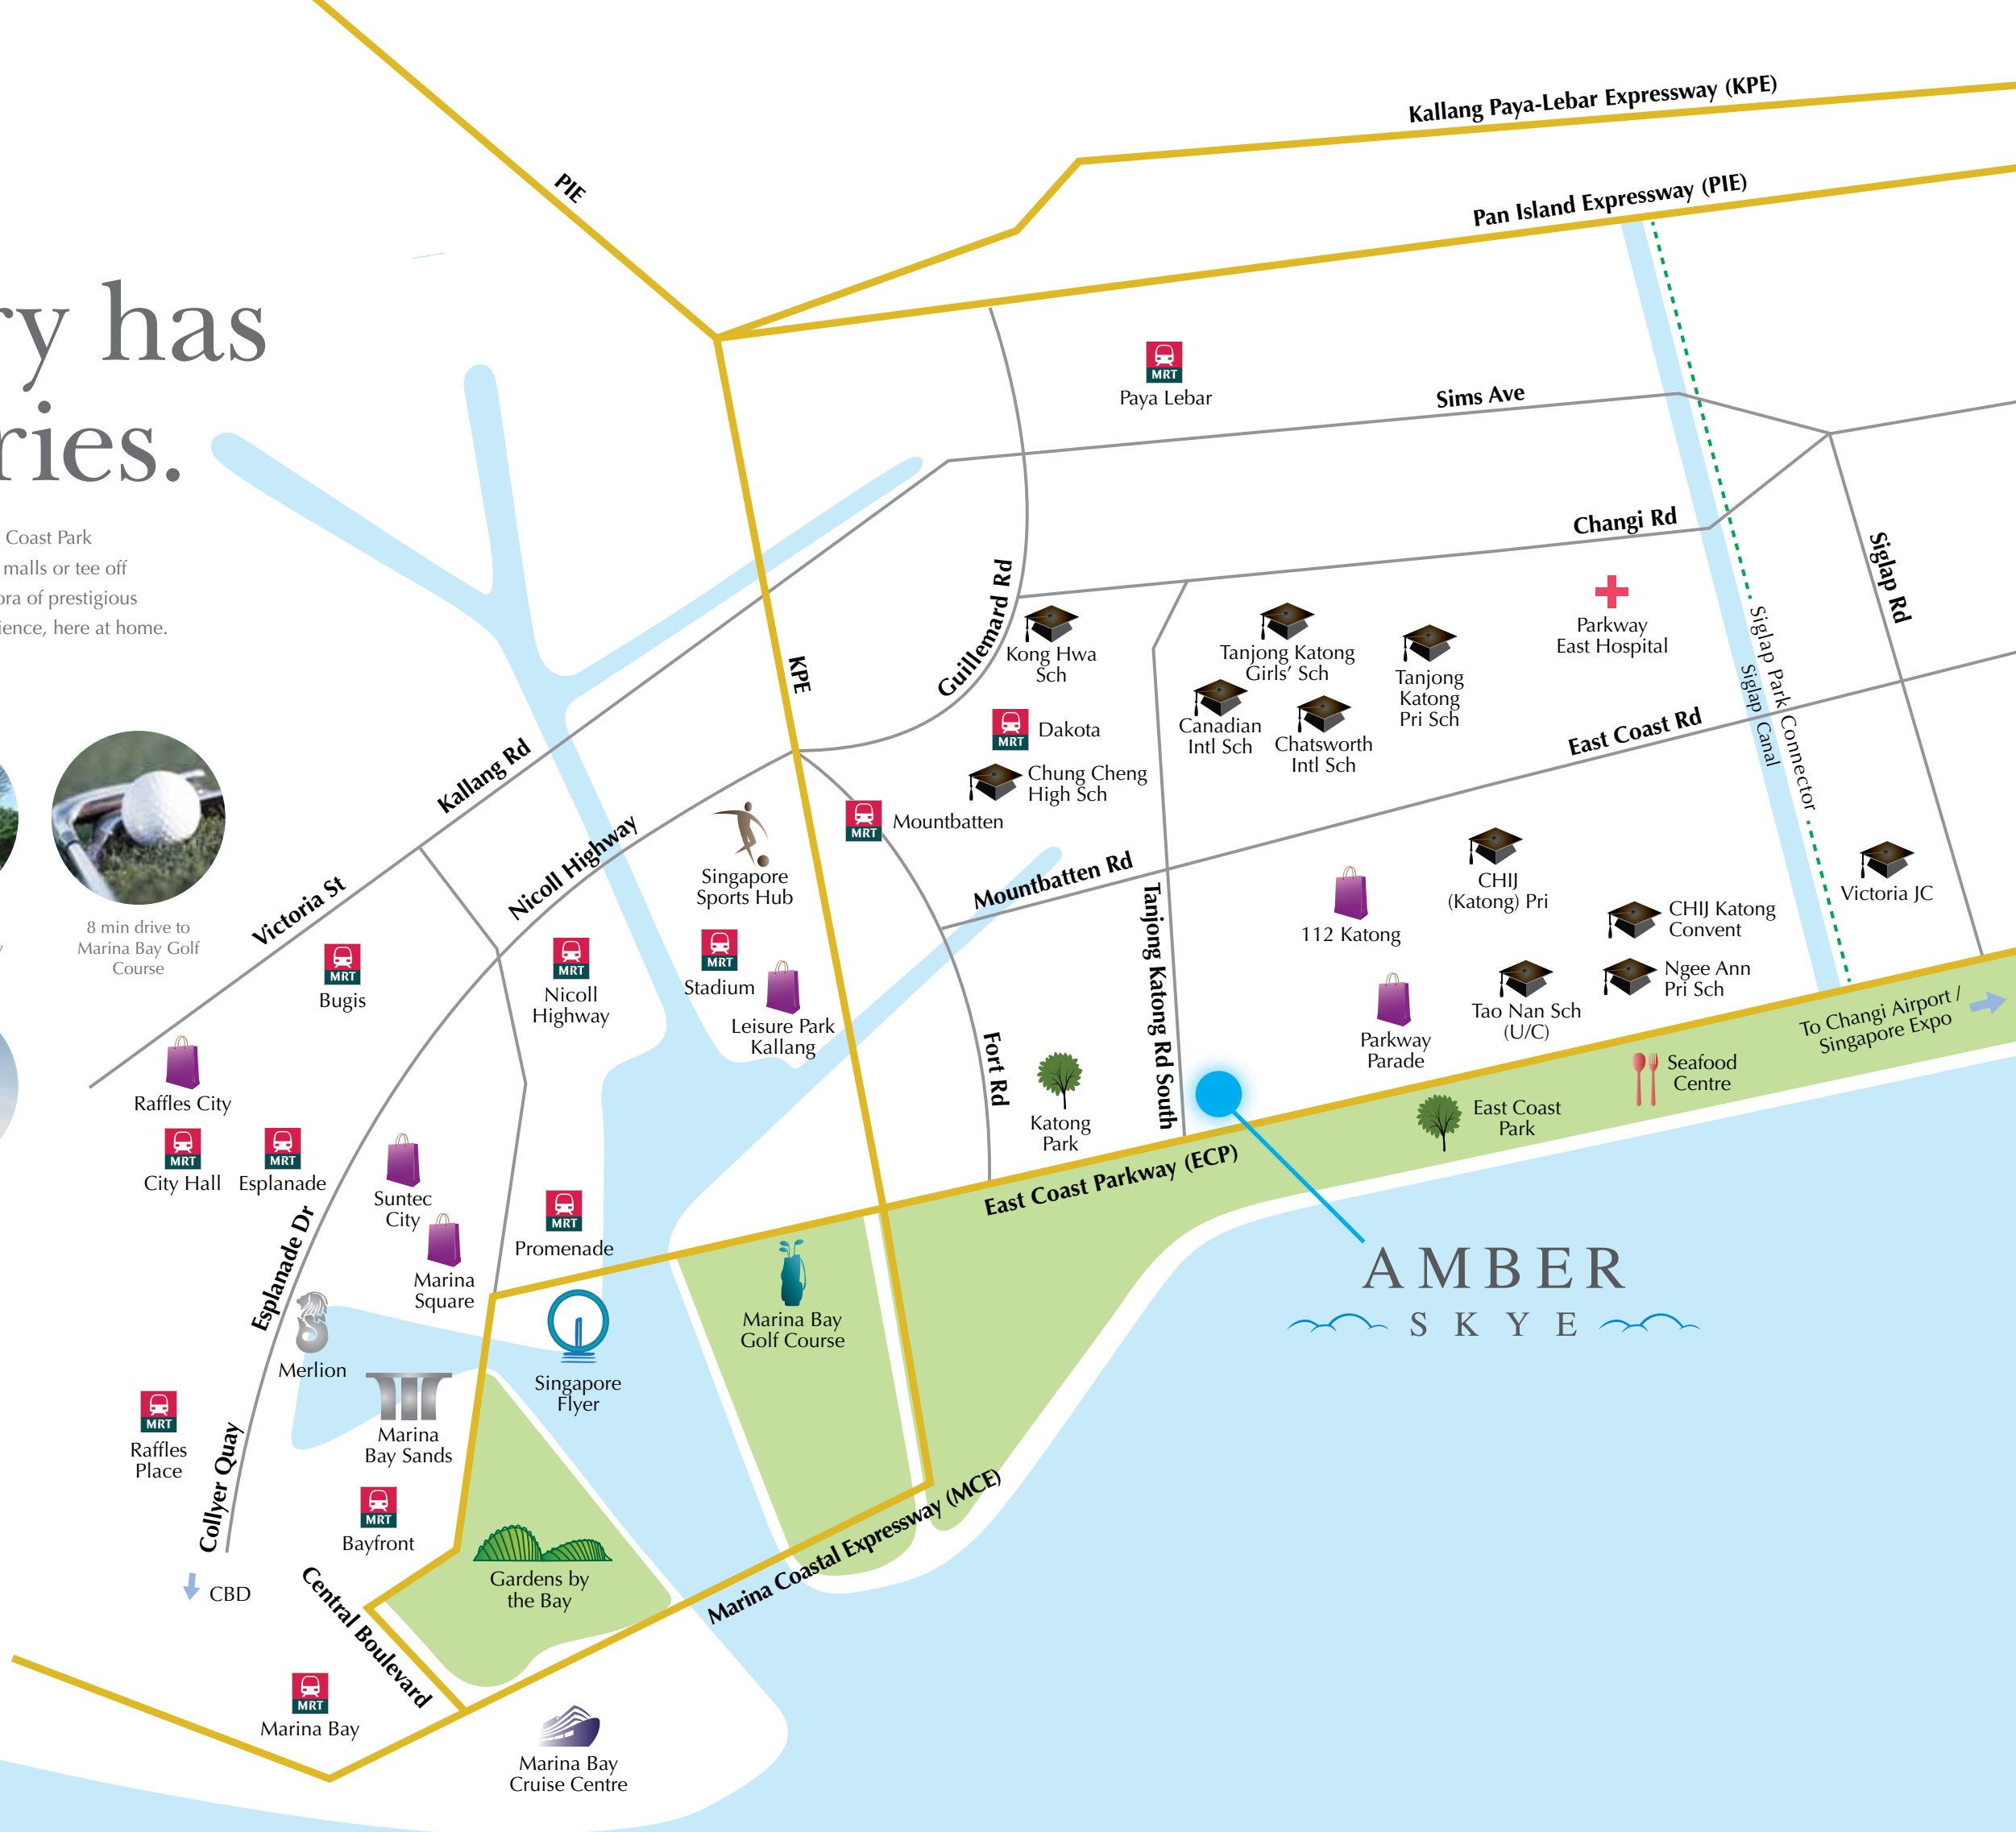 ry has
ries.
Coast Park
malls or tee off
ora of prestigious
ience, here at home.
8 min drive to
Marina Bay Golf
Course
PIE
Kallang Paya-Lebar Expressway (KPE)
Pan Island Expressway (PIE)
MRT
Paya Lebar
Sims Ave
Changi Rd
Siglap Rd
Guillemard Rd
KPE
Kong Hwa
Sch
Tanjong Katong
Girls' Sch
Tanjong
Katong
Pri Sch
Parkway
East Hospital
Siglap Park Connector
Siglap Canal
Canadian
Intl Sch
Chatsworth
Intl Sch
East Coast Rd
MRT
Dakota
Chung Cheng
High Sch
Kallang Rd
Nicoll Highway
Victoria St
MRT
Mountbatten
Mountbatten Rd
Singapore
Sports Hub
MRT
Bugis
MRT
Nicoll
Highway
MRT
Stadium
Leisure Park
Kallang
Tanjong Katong Rd South
112 Katong
CHIJ
(Katong) Pri
CHIJ Katong
Convent
Victoria JC
Ngee Ann
Pri Sch
Tao Nan Sch
(U/C)
Parkway
Parade
To Changi Airport /
Singapore Expo
Seafood
Centre
East Coast
Park
Fort Rd
Katong
Park
East Coast Parkway (ECP)
Raffles City
MRT
City Hall
MRT
Esplanade
Suntec
City
Marina
Square
MRT
Promenade
Esplanade Dr
Merlion
Marina
Bay Sands
Singapore
Flyer
Marina Bay
Golf Course
AMBER
SKYE
MRT
Raffles
Place
Collyer Quay
MRT
Bayfront
CBD
Central Boulevard
Gardens by
the Bay
Marina Coastal Expressway (MCE)
MRT
Marina Bay
Marina Bay
Cruise Centre